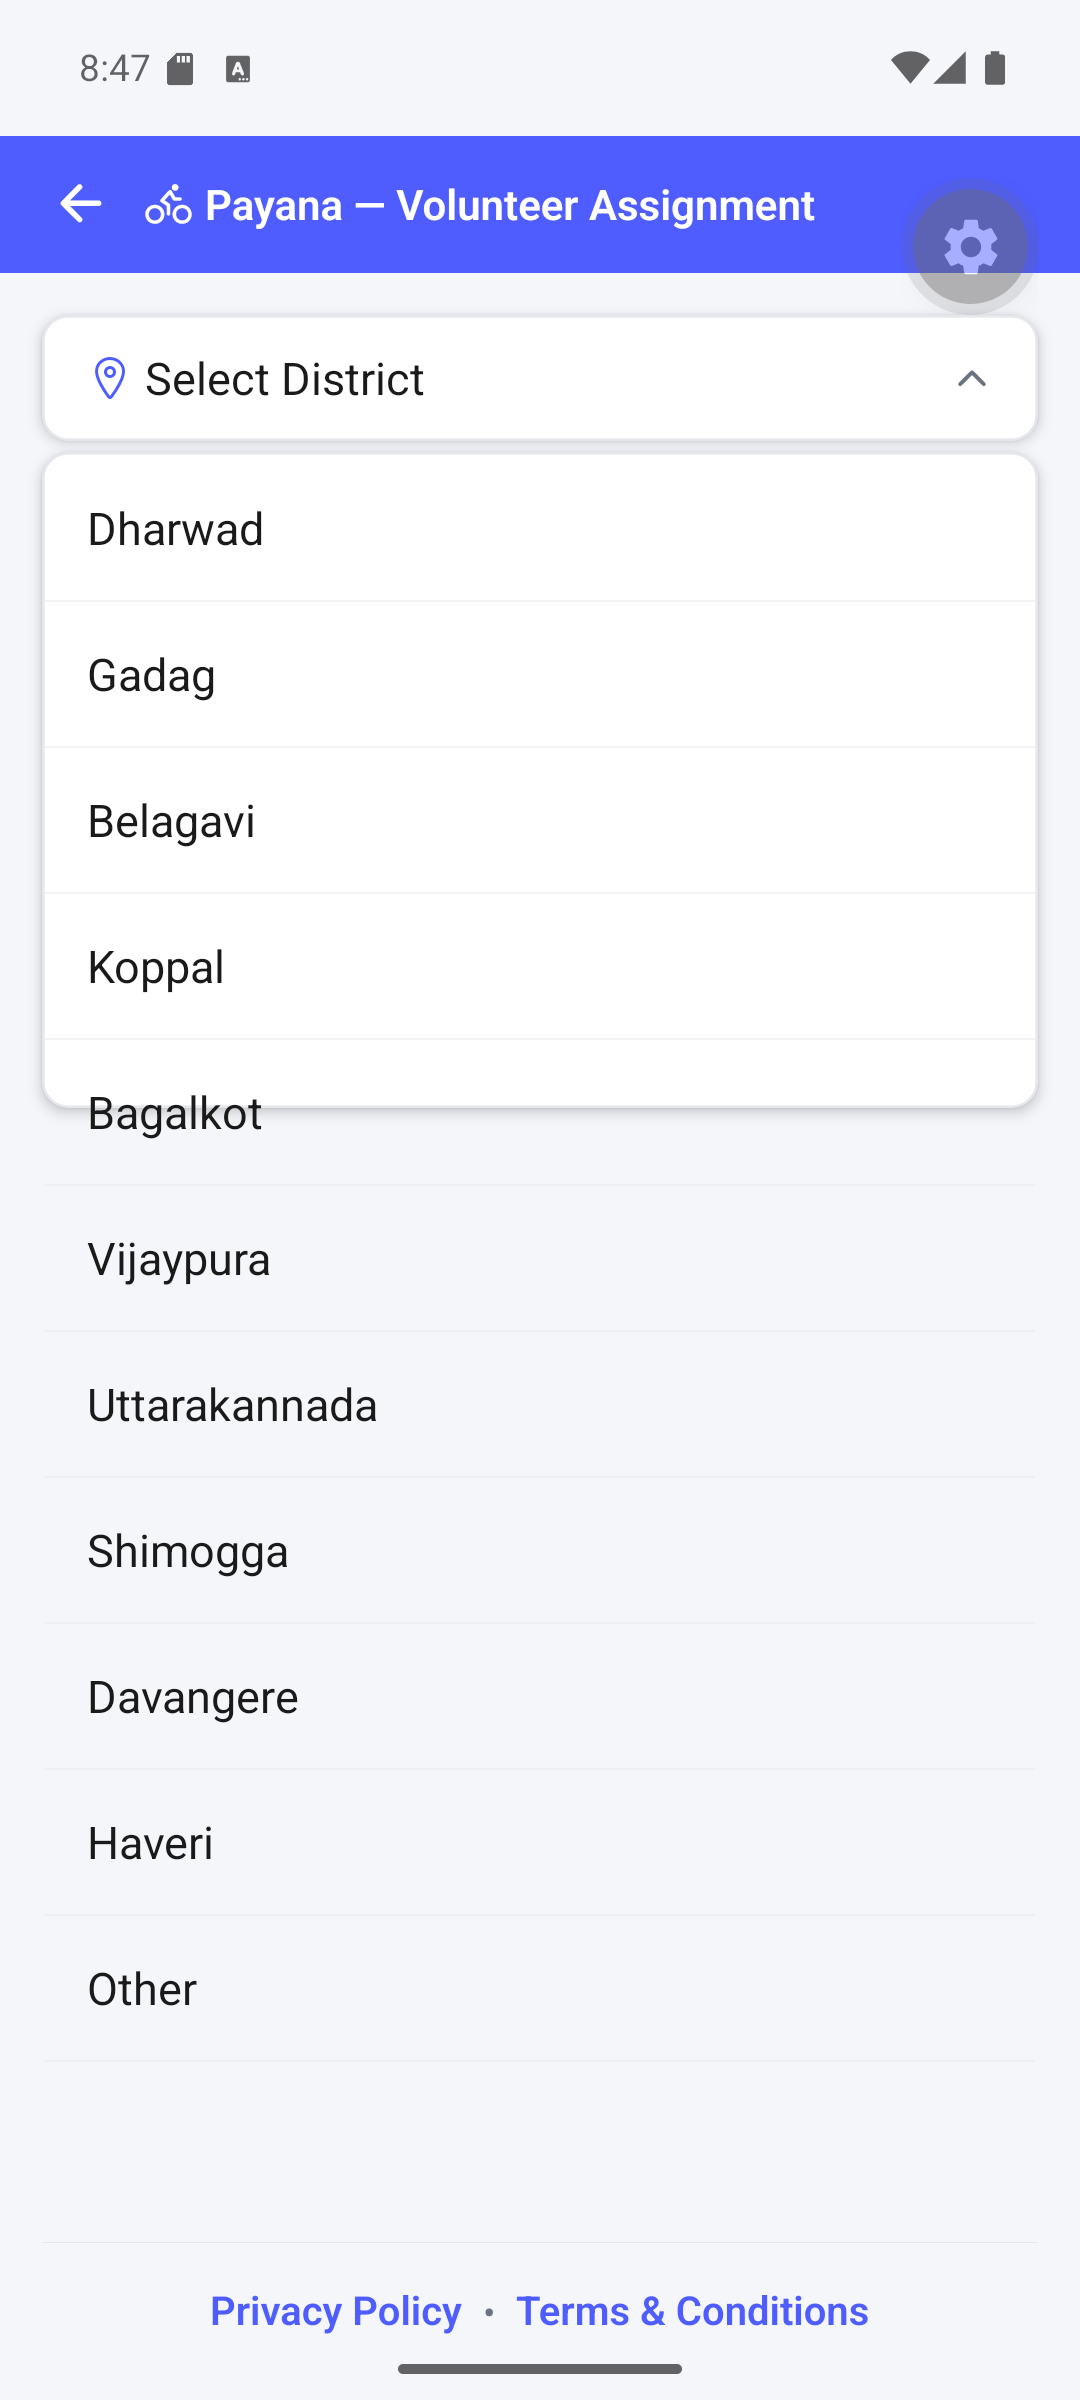 8:47
Payana — Volunteer Assignment
Select District
Dharwad
Gadag
Belagavi
Koppal
Bagalkot
Vijaypura
Uttarakannada
Shimogga
Davangere
Haveri
Other
Privacy Policy • Terms & Conditions